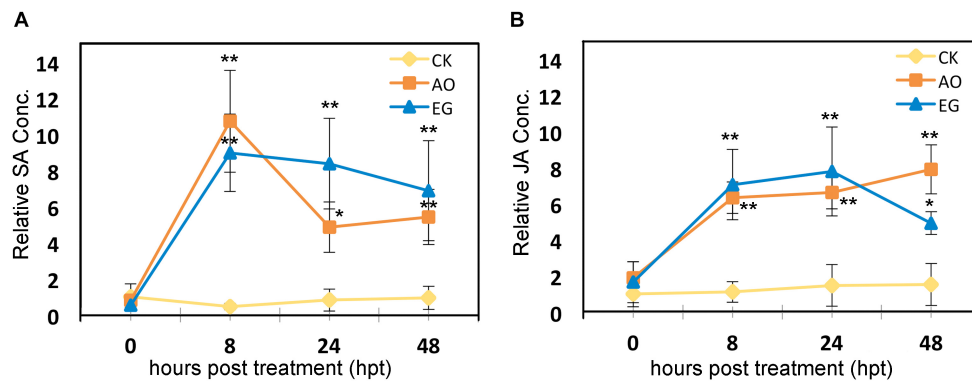 A
Relative SA Conc.
14
12
10
8
6
4
2
0
CK
AO
EG
**
**
**
*
**
**
0 8 24 48
hours post treatment (hpt)
B
Relative JA Conc.
14
12
10
8
6
4
2
0
CK
AO
EG
**
**
**
**
**
*
0 8 24 48
hours post treatment (hpt)